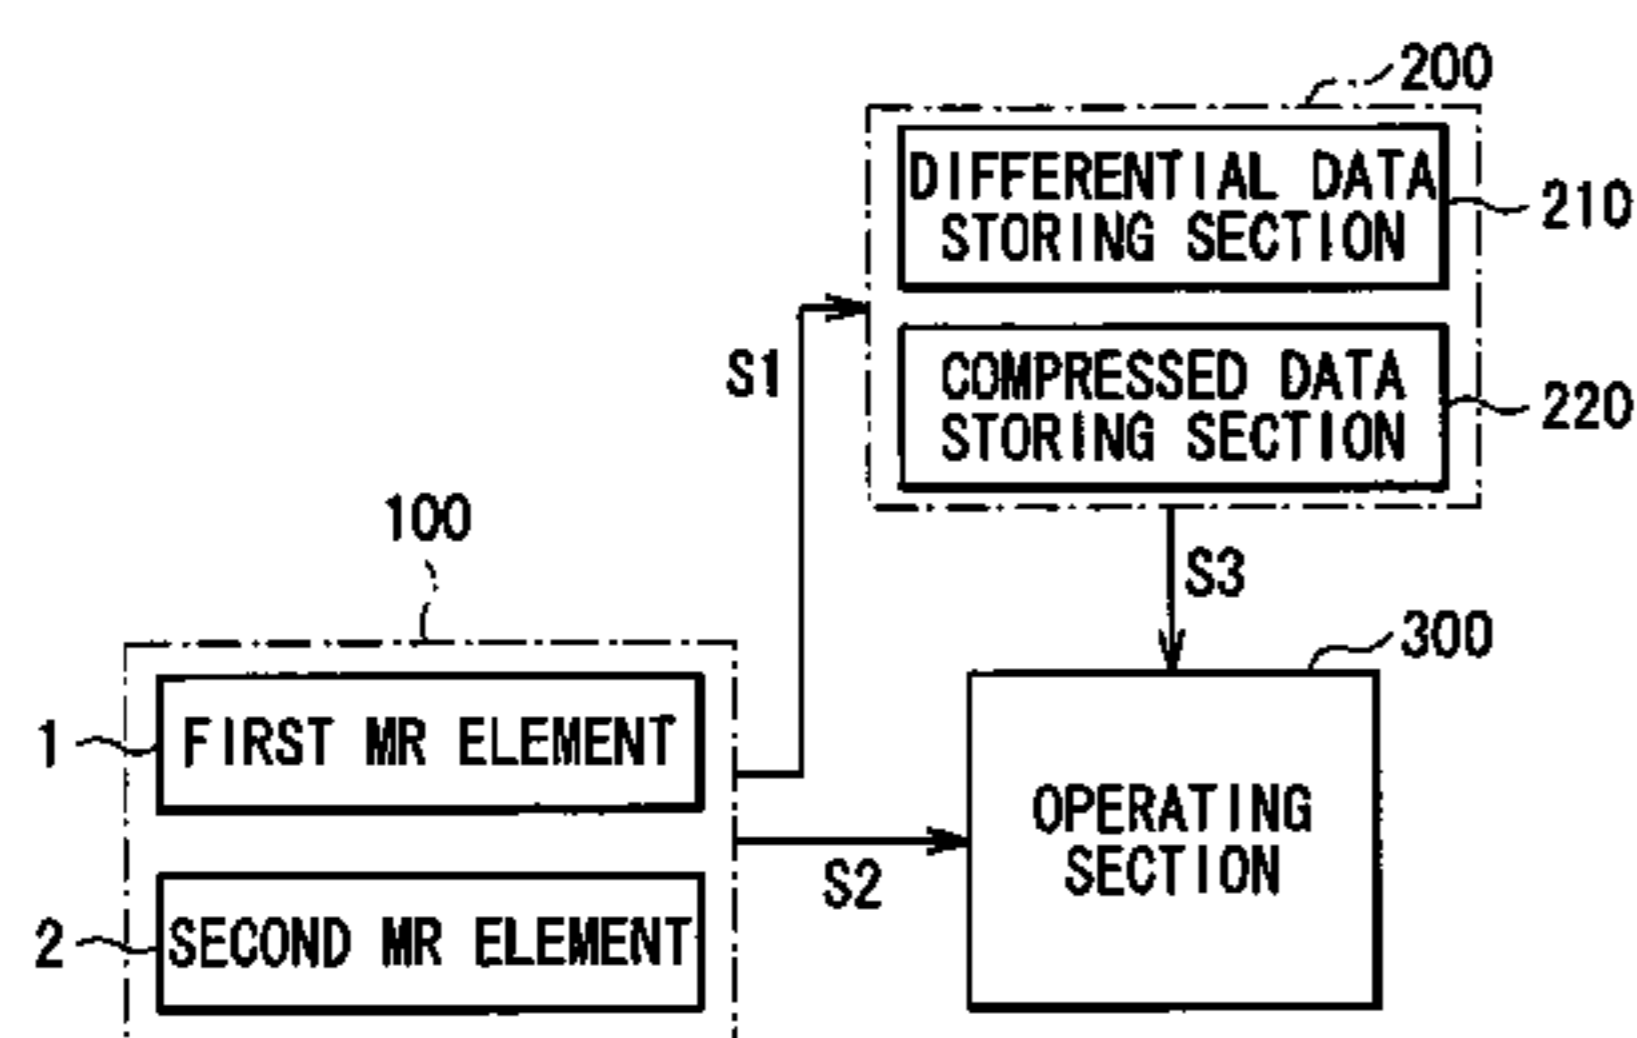 200
DIFFERENTIAL DATA
STORING SECTION
210
S1
COMPRESSED DATA
STORING SECTION
220
100
S3
300
1
FIRST MR ELEMENT
OPERATING
SECTION
S2
2
SECOND MR ELEMENT